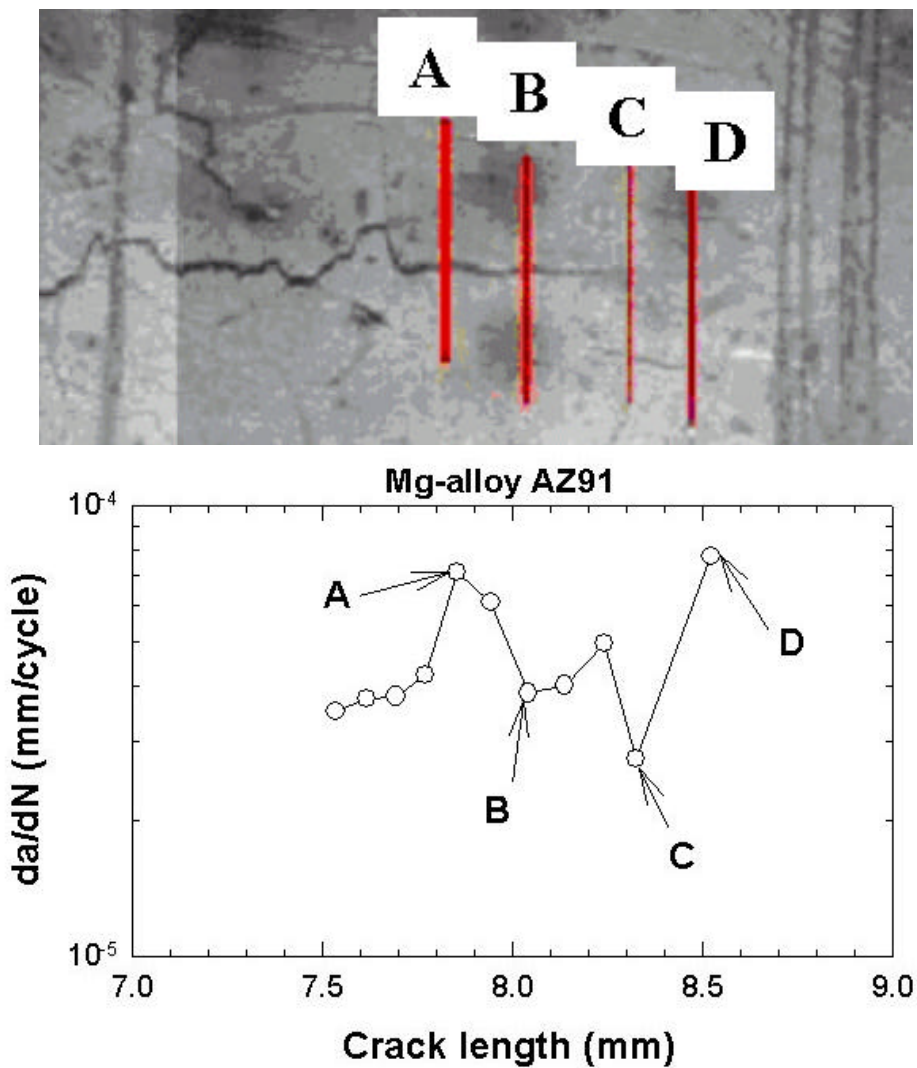 A
B
C
D
Mg-alloy AZ91
10-4
A
D
B
C
10-5
da/dN (mm/cycle)
7.0 7.5 8.0 8.5 9.0
Crack length (mm)